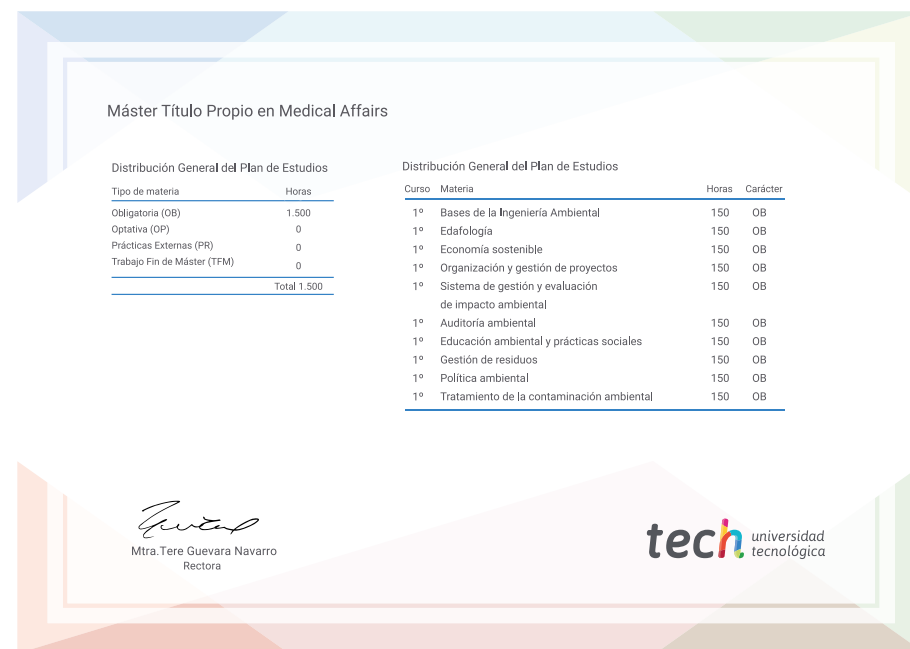 Máster Título Propio en Medical Affairs
Distribución General del Plan de Estudios
Tipo de materia Horas
Obligatoria (OB) 1.500
Optativa (OP) 0
Prácticas Externas (PR) 0
Trabajo Fin de Máster (TFM) 0
Total 1.500
Distribución General del Plan de Estudios
Curso Materia Horas Carácter
1º Bases de la Ingeniería Ambiental 150 OB
1º Edafología 150 OB
1º Economía sostenible 150 OB
1º Organización y gestión de proyectos 150 OB
1º Sistema de gestión y evaluación 150 OB
de impacto ambiental
1º Auditoría ambiental 150 OB
1º Educación ambiental y prácticas sociales 150 OB
1º Gestión de residuos 150 OB
1º Política ambiental 150 OB
1º Tratamiento de la contaminación ambiental 150 OB
Mtra.Tere Guevara Navarro
Rectora
tech universidad
tecnológica